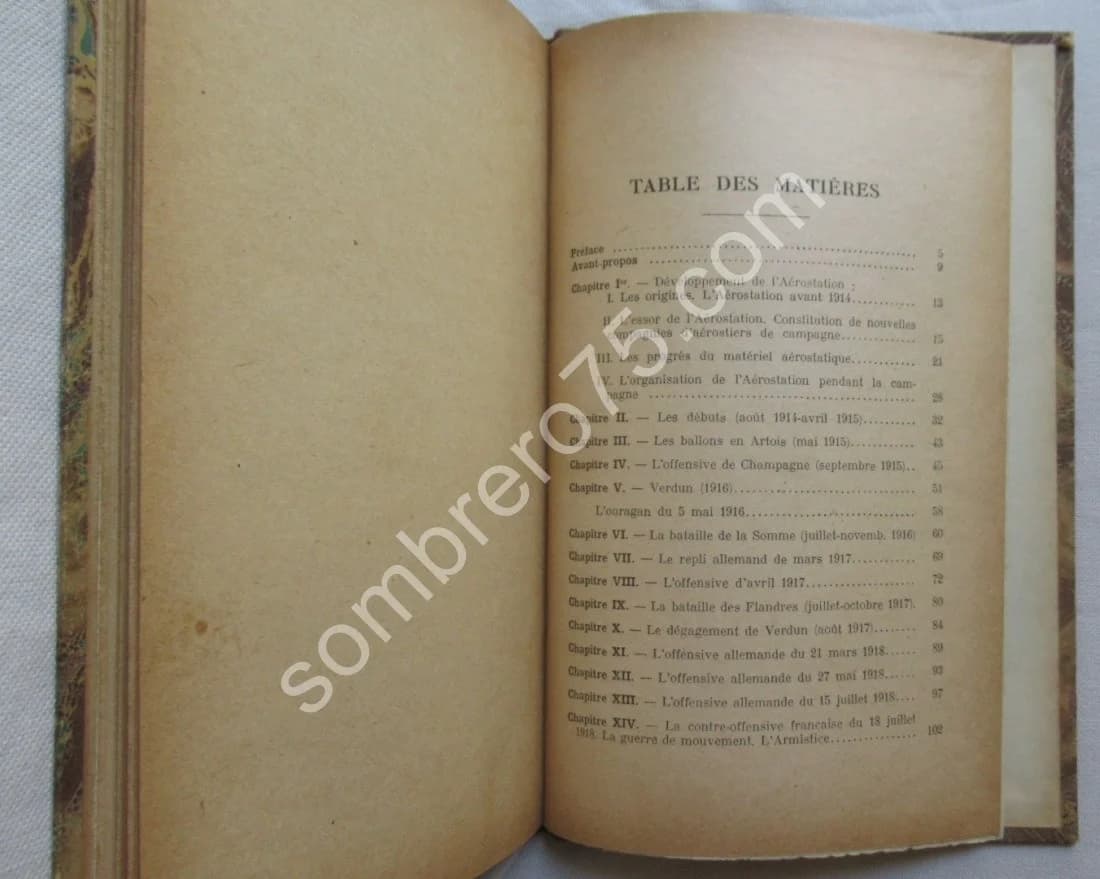 TABLE DES MATIÈRES
Préface ........ 5
Avant-propos ........ 9
Chapitre Ier. — Développement de l'Aérostation :
I. Les origines. L'Aérostation avant 1914 ........ 13
II. L'essor de l'Aérostation. Constitution de nouvelles
compagnies d'aérostiers de campagne ........ 15
III. Les progrès du matériel aérostatique ........ 21
IV. L'organisation de l'Aérostation pendant la cam-
pagne ........ 28
Chapitre II. — Les débuts (août 1914-avril 1915) ........ 32
Chapitre III. — Les ballons en Artois (mai 1915) ........ 43
Chapitre IV. — L'offensive de Champagne (septembre 1915) .. 45
Chapitre V. — Verdun (1916) ........ 51
L'ouragan du 5 mai 1916 ........ 58
Chapitre VI. — La bataille de la Somme (juillet-novemb. 1916) 60
Chapitre VII. — Le repli allemand de mars 1917 ........ 69
Chapitre VIII. — L'offensive d'avril 1917 ........ 72
Chapitre IX. — La bataille des Flandres (juillet-octobre 1917). 80
Chapitre X. — Le dégagement de Verdun (août 1917) ........ 84
Chapitre XI. — L'offensive allemande du 21 mars 1918 ...... 89
Chapitre XII. — L'offensive allemande du 27 mai 1918 ...... 93
Chapitre XIII. — L'offensive allemande du 15 juillet 1918 .... 97
Chapitre XIV. — La contre-offensive française du 18 juillet
1918. La guerre de mouvement. L'Armistice ........ 102
sombrero75.com